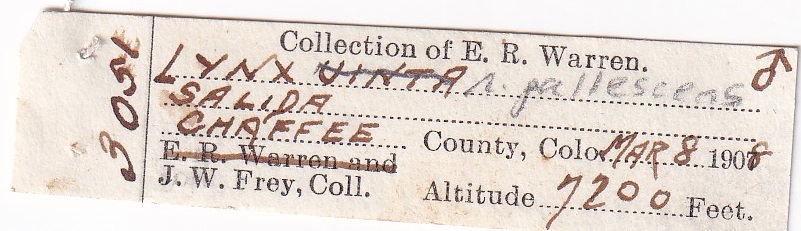 3051
Collection of E. R. Warren. ♂
LYNX UINTA r. pallescens
SALIDA
CHAFFEE County, Colo. MAR 8 1908
E. R. Warren and
J. W. Frey, Coll. Altitude 7200 Feet.